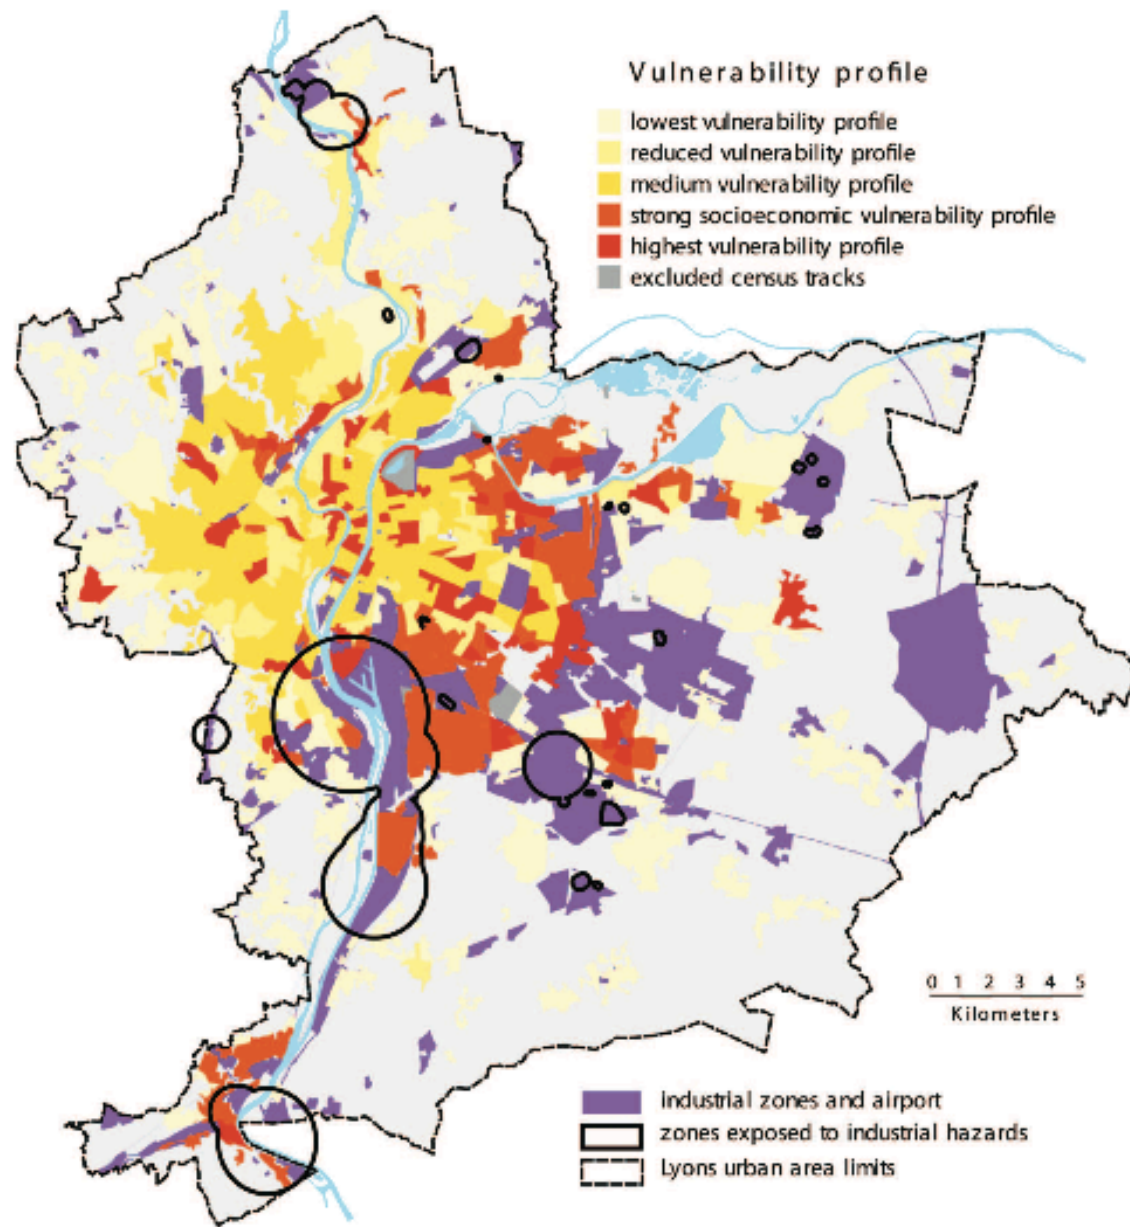 Vulnerability profile
lowest vulnerability profile
reduced vulnerability profile
medium vulnerability profile
strong socioeconomic vulnerability profile
highest vulnerability profile
excluded census tracks
0 1 2 3 4 5
Kilometers
industrial zones and airport
zones exposed to industrial hazards
Lyons urban area limits